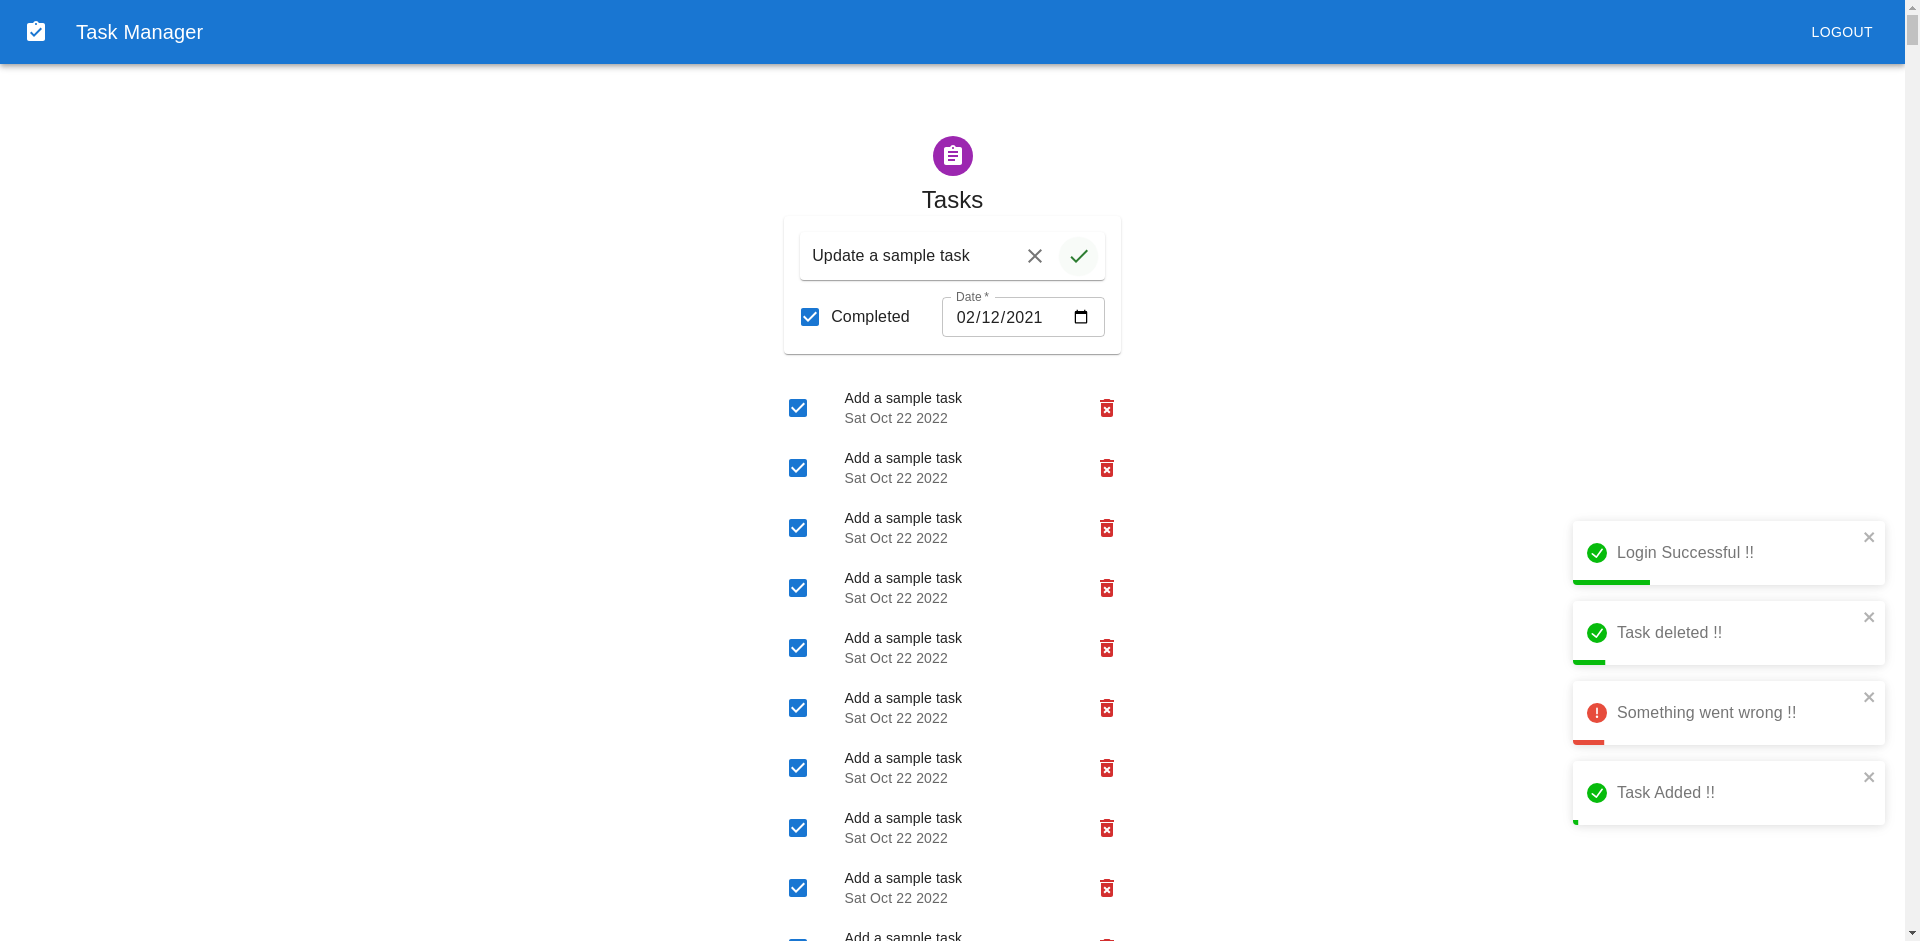 Task Manager
LOGOUT
Tasks
Update a sample task
Date *
Completed
02/12/2021
Add a sample task
Sat Oct 22 2022
Add a sample task
Sat Oct 22 2022
Add a sample task
Sat Oct 22 2022
Add a sample task
Sat Oct 22 2022
Add a sample task
Sat Oct 22 2022
Add a sample task
Sat Oct 22 2022
Add a sample task
Sat Oct 22 2022
Add a sample task
Sat Oct 22 2022
Add a sample task
Sat Oct 22 2022
Add a sample task
Login Successful !!
Task deleted !!
Something went wrong !!
Task Added !!